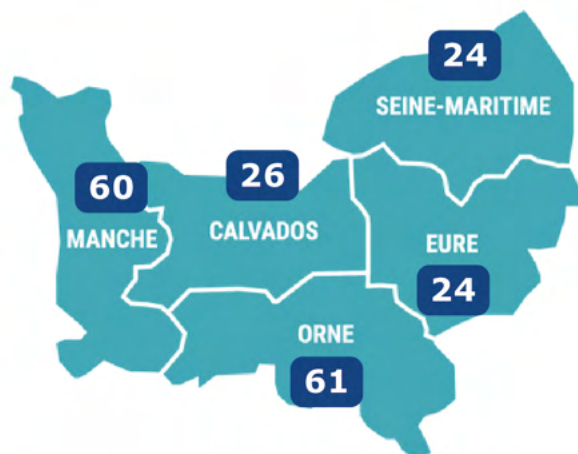 24
SEINE-MARITIME
60
MANCHE
26
CALVADOS
EURE
24
ORNE
61